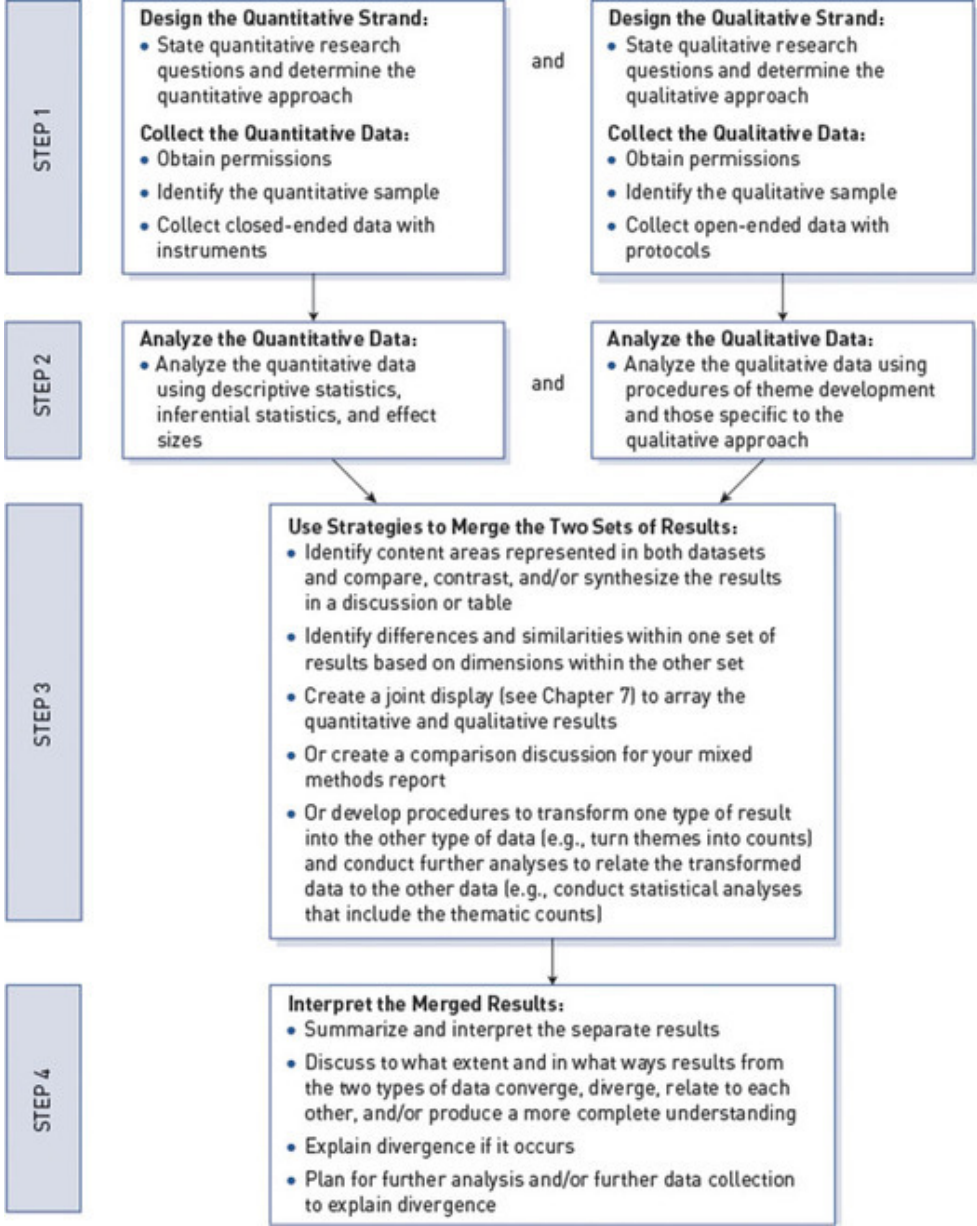 STEP 1
Design the Quantitative Strand:
• State quantitative research
questions and determine the
quantitative approach
Collect the Quantitative Data:
• Obtain permissions
• Identify the quantitative sample
• Collect closed-ended data with
instruments
and
Design the Qualitative Strand:
• State qualitative research
questions and determine the
qualitative approach
Collect the Qualitative Data:
• Obtain permissions
• Identify the qualitative sample
• Collect open-ended data with
protocols
STEP 2
Analyze the Quantitative Data:
• Analyze the quantitative data
using descriptive statistics,
inferential statistics, and effect
sizes
and
Analyze the Qualitative Data:
• Analyze the qualitative data using
procedures of theme development
and those specific to the
qualitative approach
STEP 3
Use Strategies to Merge the Two Sets of Results:
• Identify content areas represented in both datasets
and compare, contrast, and/or synthesize the results
in a discussion or table
• Identify differences and similarities within one set of
results based on dimensions within the other set
• Create a joint display (see Chapter 7) to array the
quantitative and qualitative results
• Or create a comparison discussion for your mixed
methods report
• Or develop procedures to transform one type of result
into the other type of data (e.g., turn themes into counts)
and conduct further analyses to relate the transformed
data to the other data (e.g., conduct statistical analyses
that include the thematic counts)
STEP 4
Interpret the Merged Results:
• Summarize and interpret the separate results
• Discuss to what extent and in what ways results from
the two types of data converge, diverge, relate to each
other, and/or produce a more complete understanding
• Explain divergence if it occurs
• Plan for further analysis and/or further data collection
to explain divergence